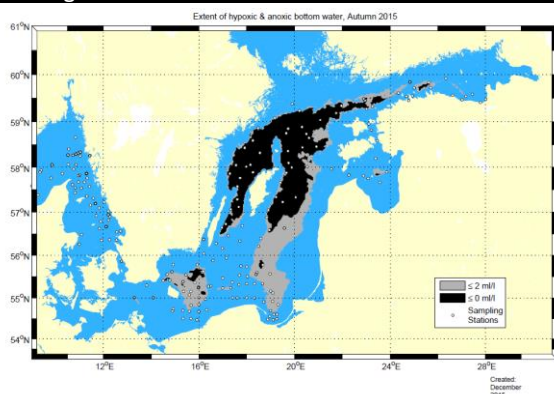 Extent of hypoxic & anoxic bottom water, Autumn 2015
61°N
60°N
59°N
58°N
57°N
56°N
55°N
54°N
12°E
16°E
20°E
24°E
28°E
≤ 2 ml/l
≤ 0 ml/l
Sampling
Stations
Created:
December